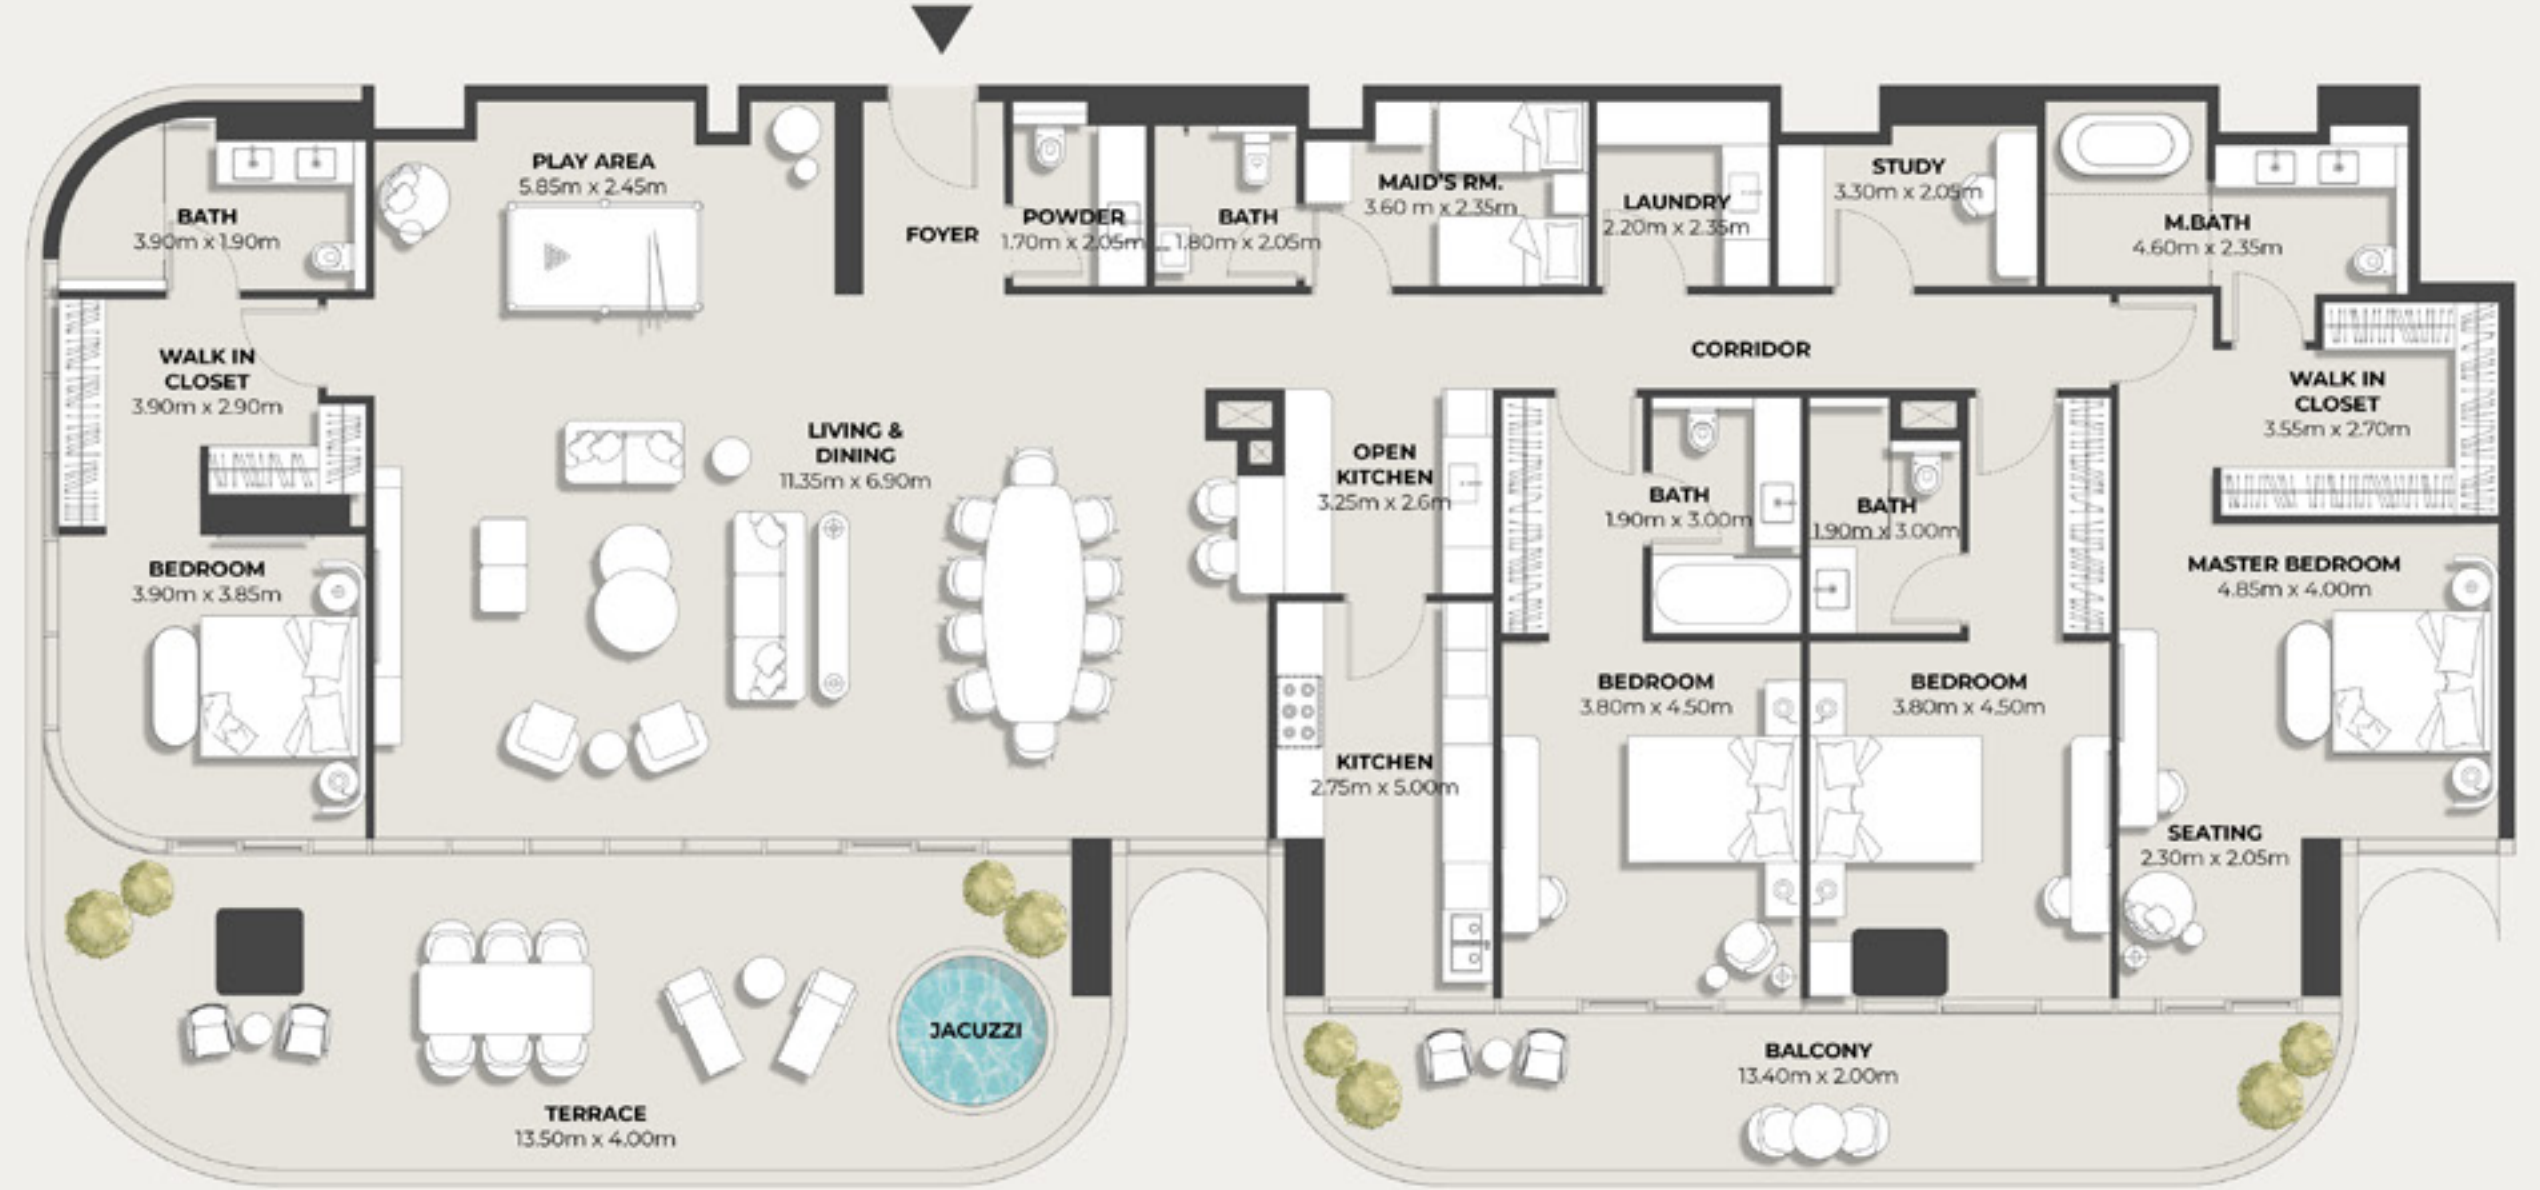 PLAY AREA
5.85m x 2.45m
BATH
3.90m x 1.90m
FOYER
POWDER
1.70m x 2.05m
BATH
1.80m x 2.05m
MAID'S RM.
3.60 m x 2.35m
LAUNDRY
2.20m x 2.35m
STUDY
3.30m x 2.05m
M.BATH
4.60m x 2.35m
WALK IN
CLOSET
3.90m x 2.90m
CORRIDOR
WALK IN
CLOSET
3.55m x 2.70m
LIVING &
DINING
11.35m x 6.90m
OPEN
KITCHEN
3.25m x 2.6m
BATH
1.90m x 3.00m
BATH
1.90m x 3.00m
BEDROOM
3.90m x 3.85m
MASTER BEDROOM
4.85m x 4.00m
BEDROOM
3.80m x 4.50m
BEDROOM
3.80m x 4.50m
KITCHEN
2.75m x 5.00m
SEATING
2.30m x 2.05m
JACUZZI
BALCONY
13.40m x 2.00m
TERRACE
13.50m x 4.00m